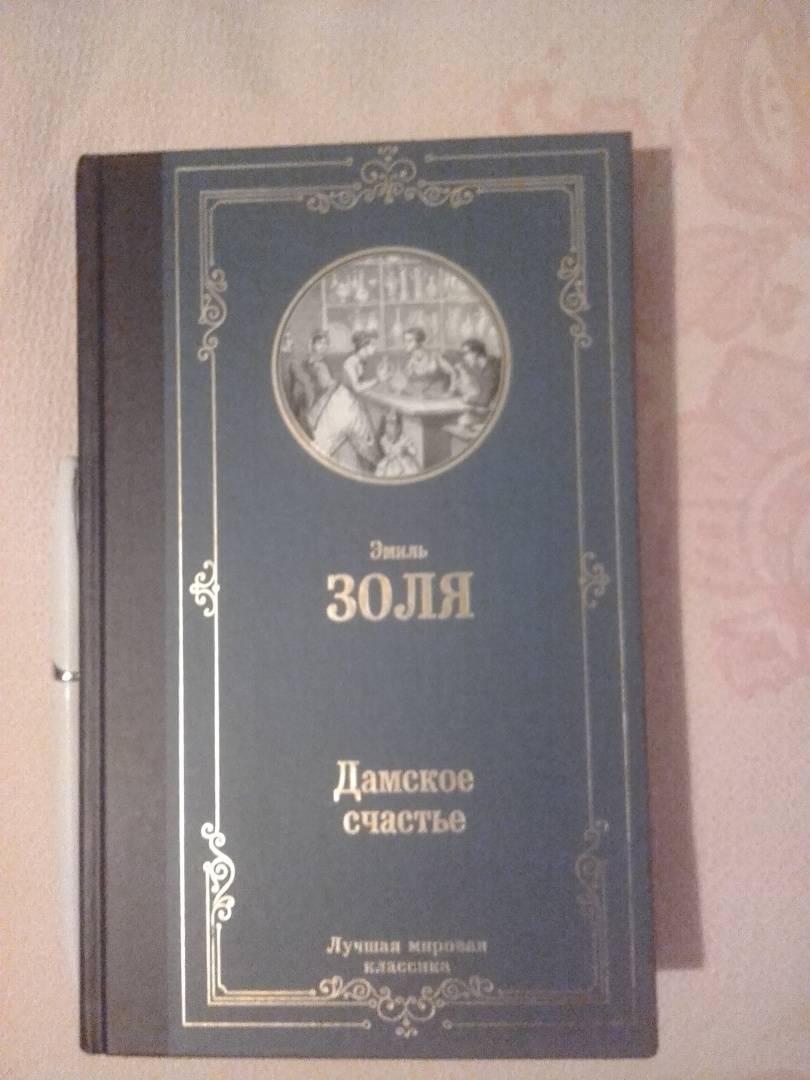 Эмиль
ЗОЛЯ
Дамское
счастье
Лучшая мировая
классика